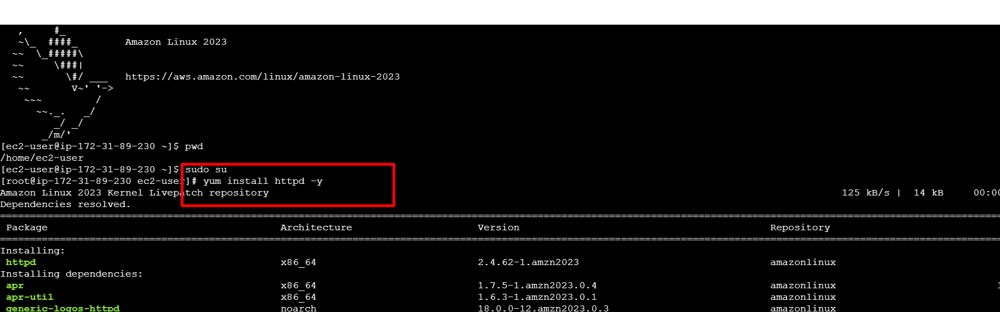 ,     #_
~\_  ####_        Amazon Linux 2023
~~  \_#####\
~~     \###|
~~       \#/ ___   https://aws.amazon.com/linux/amazon-linux-2023
~~       V~' '->
~~~         /
~~._.   _/
_/ _/
_/m/'
[ec2-user@ip-172-31-89-230 ~]$ pwd
/home/ec2-user
[ec2-user@ip-172-31-89-230 ~]$ sudo su
[root@ip-172-31-89-230 ec2-user]# yum install httpd -y
Amazon Linux 2023 Kernel Livepatch repository 125 kB/s | 14 kB 00:00
Dependencies resolved.
Package Architecture Version Repository
Installing:
httpd x86_64 2.4.62-1.amzn2023 amazonlinux
Installing dependencies:
apr x86_64 1.7.5-1.amzn2023.0.4 amazonlinux 1
apr-util x86_64 1.6.3-1.amzn2023.0.1 amazonlinux
generic-logos-httpd noarch 18.0.0-12.amzn2023.0.3 amazonlinux